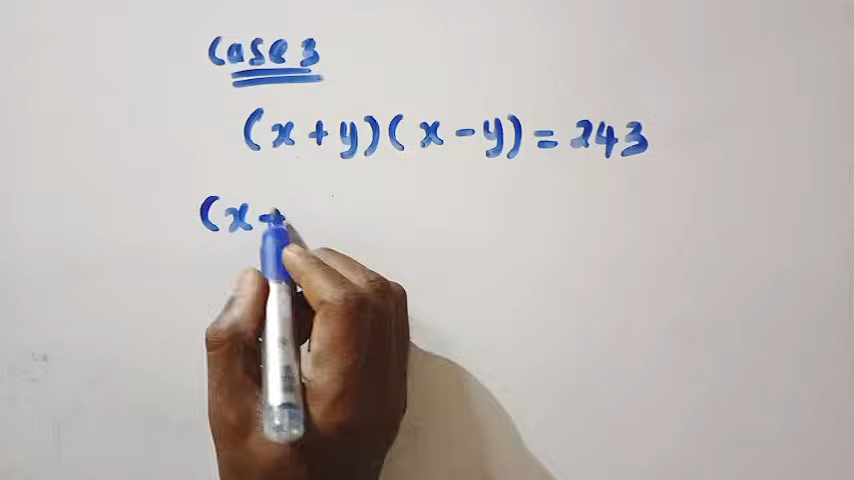 Case 3
(x + y)(x - y) = 243
(x +